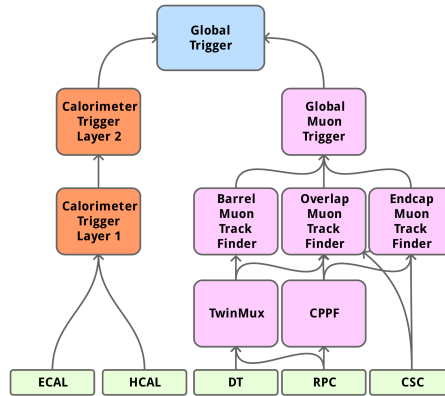 Global
Trigger
Calorimeter
Trigger
Layer 2
Global
Muon
Trigger
Calorimeter
Trigger
Layer 1
Barrel
Muon
Track
Finder
Overlap
Muon
Track
Finder
Endcap
Muon
Track
Finder
TwinMux
CPPF
ECAL
HCAL
DT
RPC
CSC